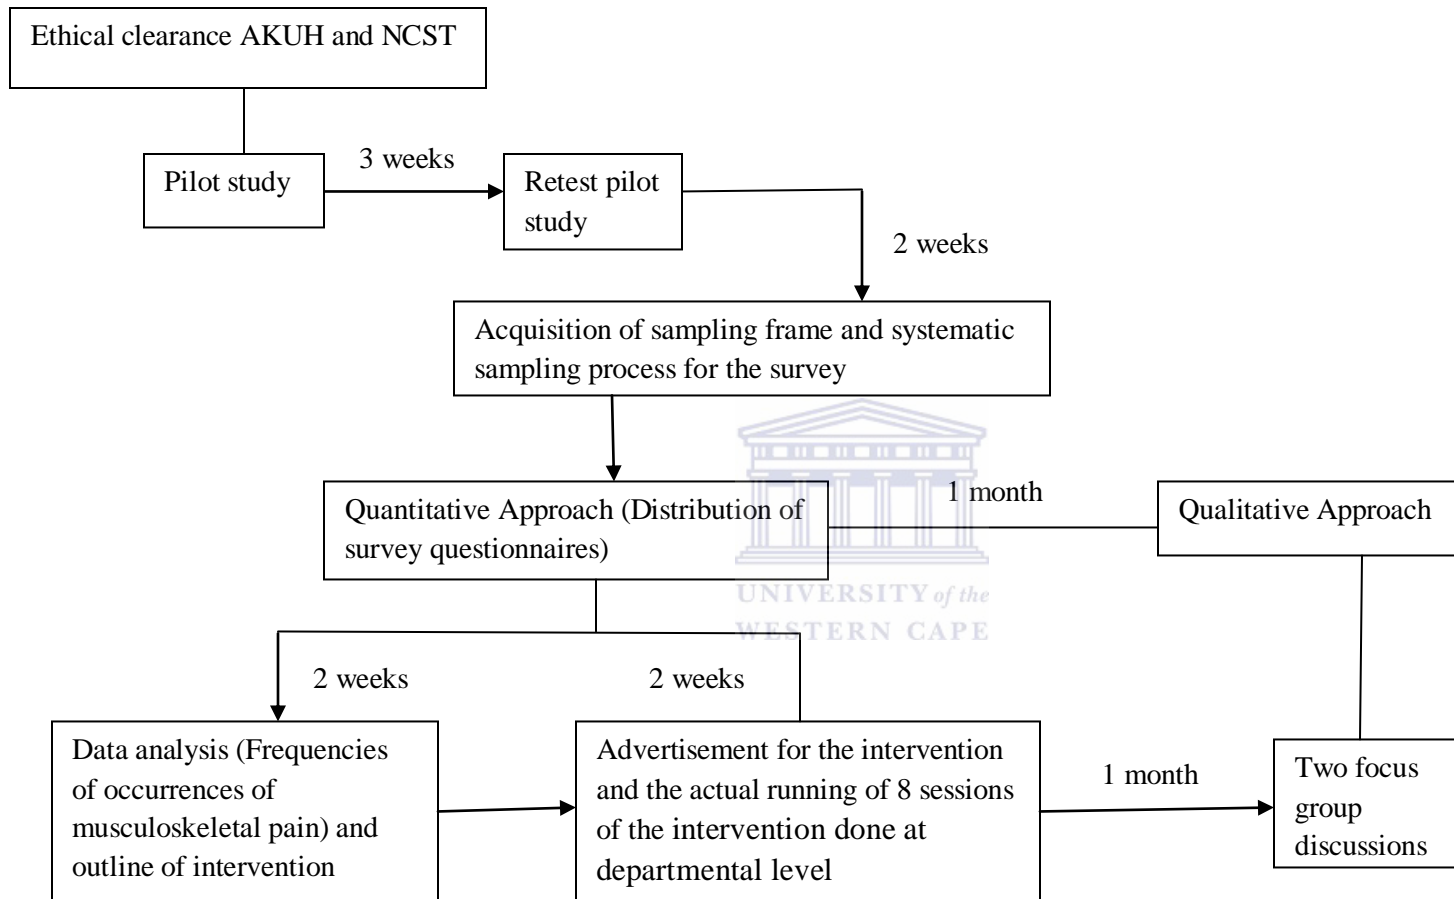 Ethical clearance AKUH and NCST
3 weeks
Pilot study
Retest pilot
study
2 weeks
Acquisition of sampling frame and systematic
sampling process for the survey
Quantitative Approach (Distribution of
survey questionnaires)
1 month
Qualitative Approach
UNIVERSITY of the
WESTERN CAPE
2 weeks
2 weeks
Data analysis (Frequencies
of occurrences of
musculoskeletal pain) and
outline of intervention
Advertisement for the intervention
and the actual running of 8 sessions
of the intervention done at
departmental level
1 month
Two focus
group
discussions